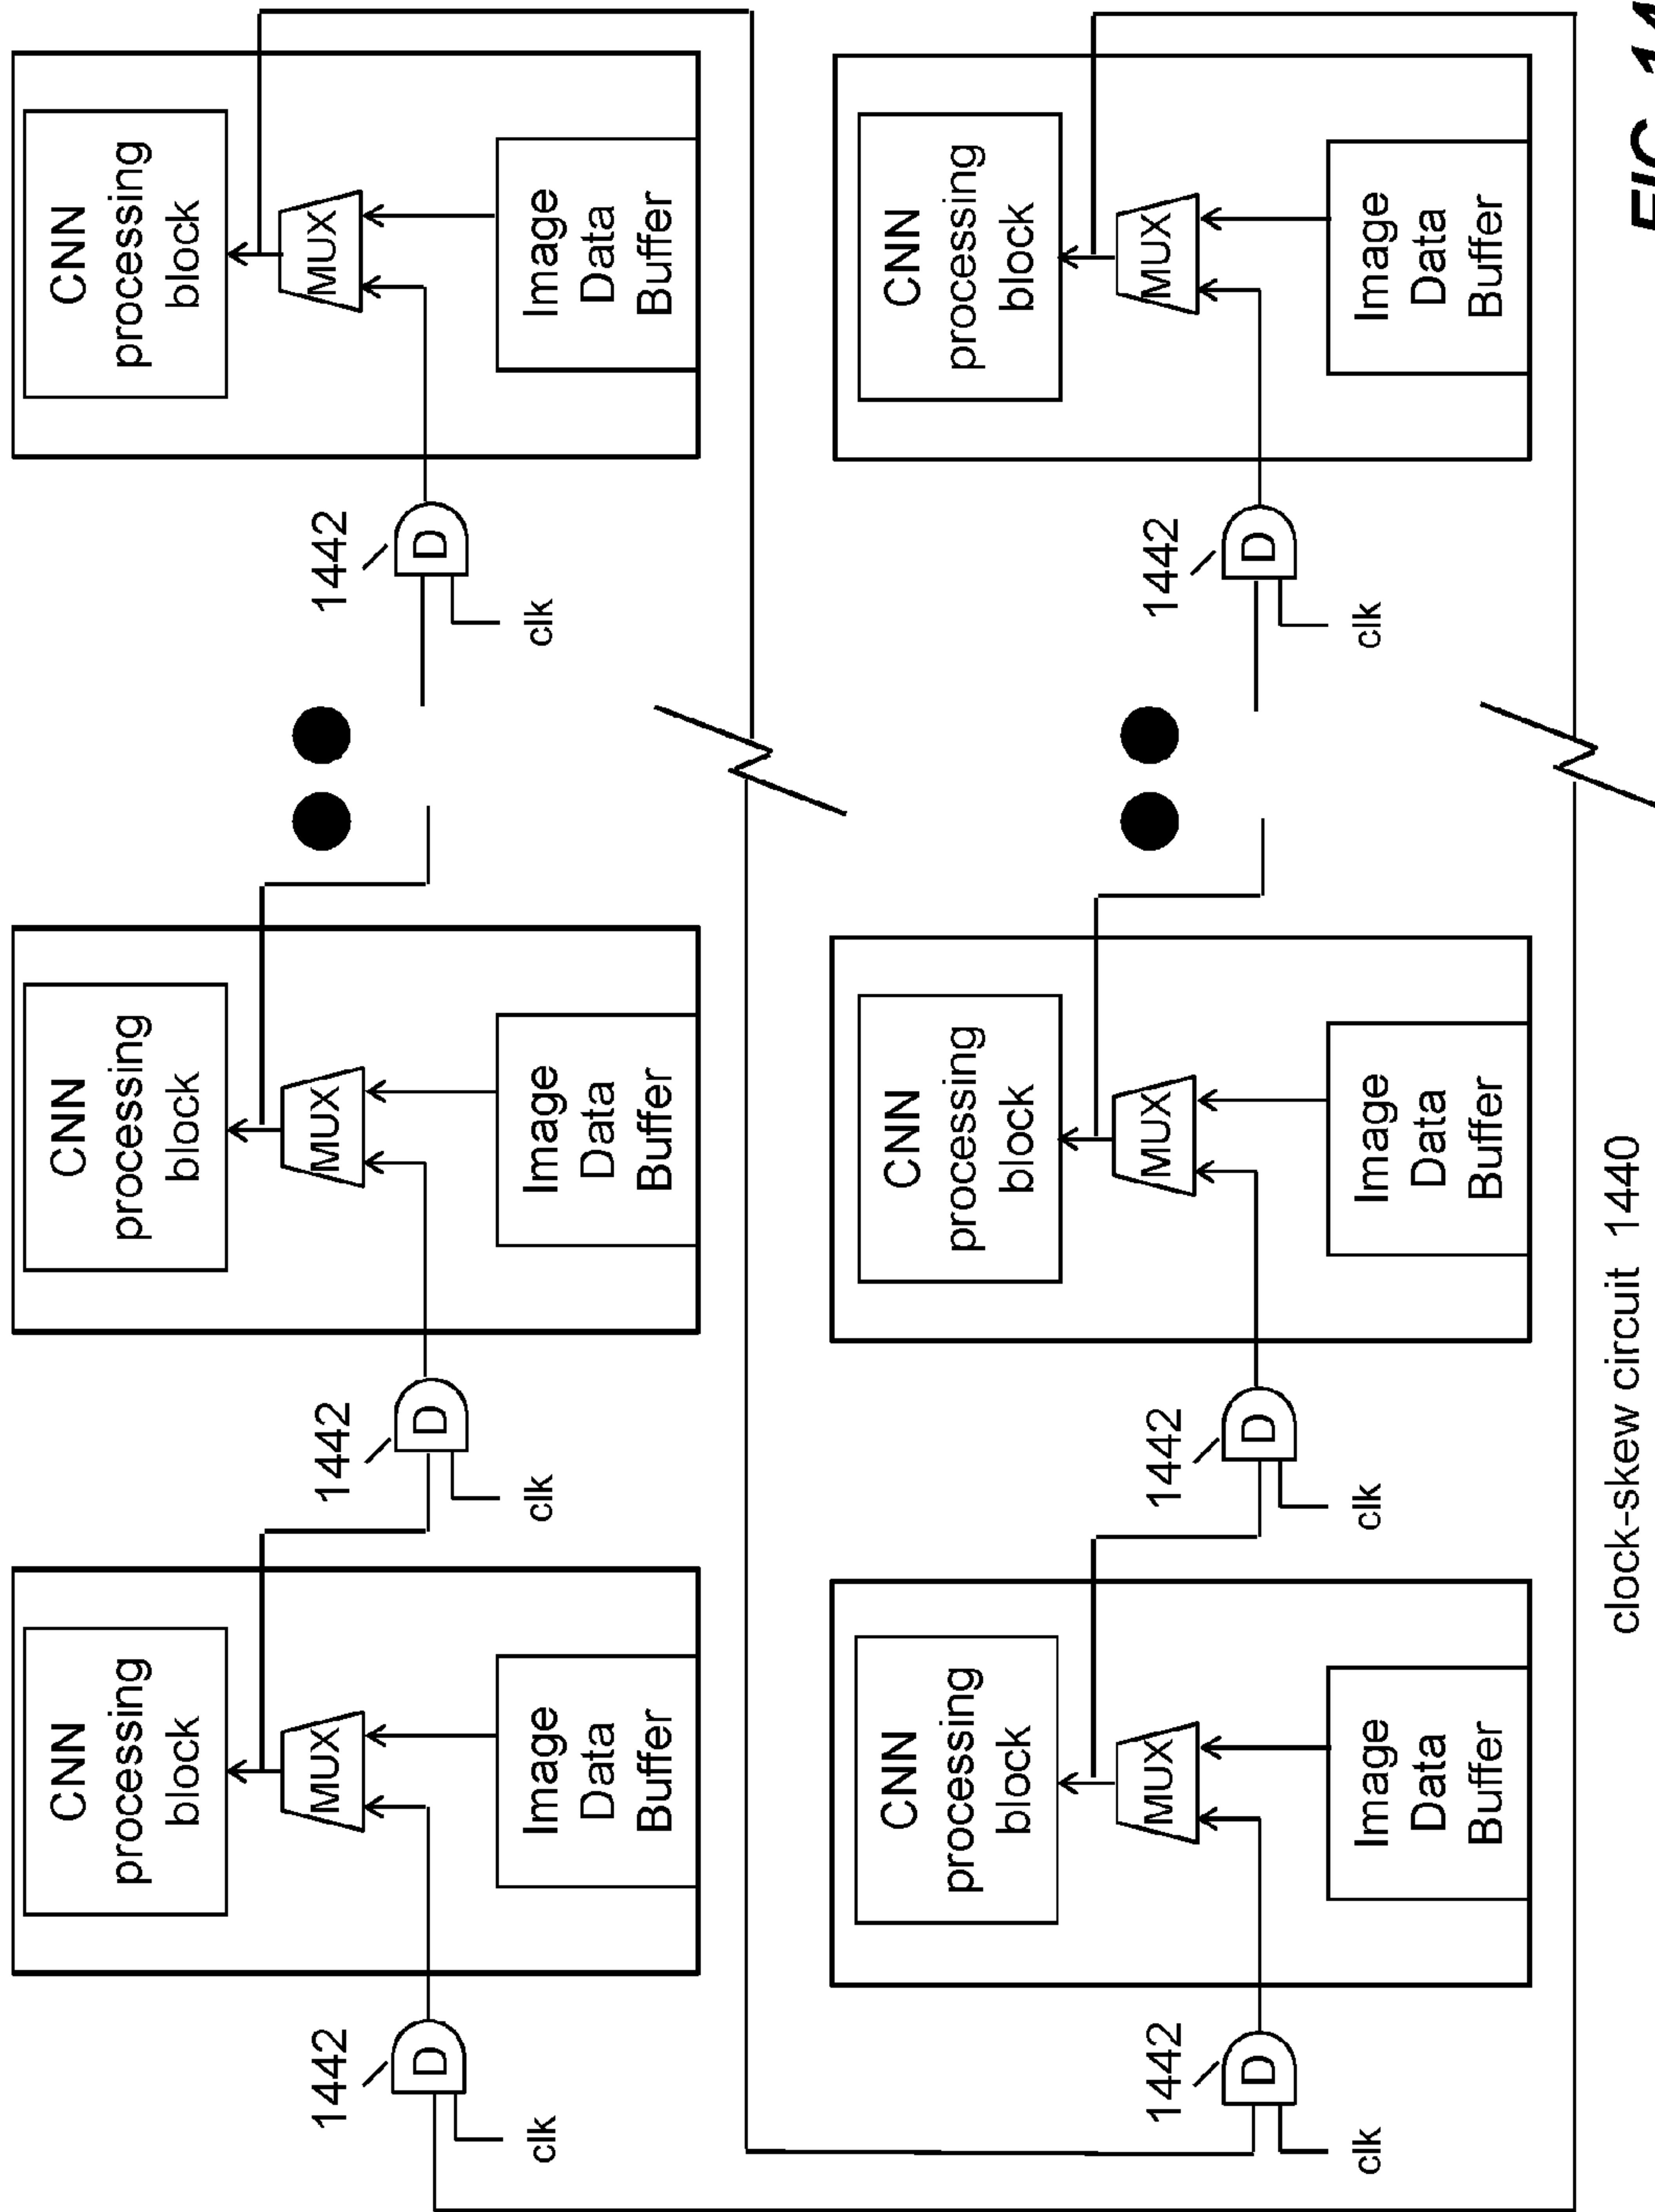 CNN
processing
block
MUX
Image
Data
Buffer
1442
D
clk
CNN
processing
block
MUX
Image
Data
Buffer
1442
D
clk
CNN
processing
block
MUX
Image
Data
Buffer
1442
D
clk
CNN
processing
block
MUX
Image
Data
Buffer
1442
D
clk
CNN
processing
block
MUX
Image
Data
Buffer
1442
D
clk
CNN
processing
block
MUX
Image
Data
Buffer
1442
D
clk
clock-skew circuit 1440
FIG. 14